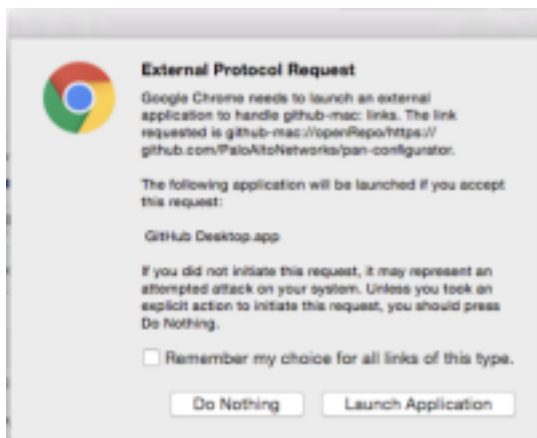 External Protocol Request
Google Chrome needs to launch an external
application to handle github-mac: links. The link
requested is github-mac://openRepo/https://
github.com/PaloAltoNetworks/pan-configurator.
The following application will be launched if you accept
this request:
GitHub Desktop.app
If you did not initiate this request, it may represent an
attempted attack on your system. Unless you took an
explicit action to initiate this request, you should press
Do Nothing.
Remember my choice for all links of this type.
Do Nothing
Launch Application